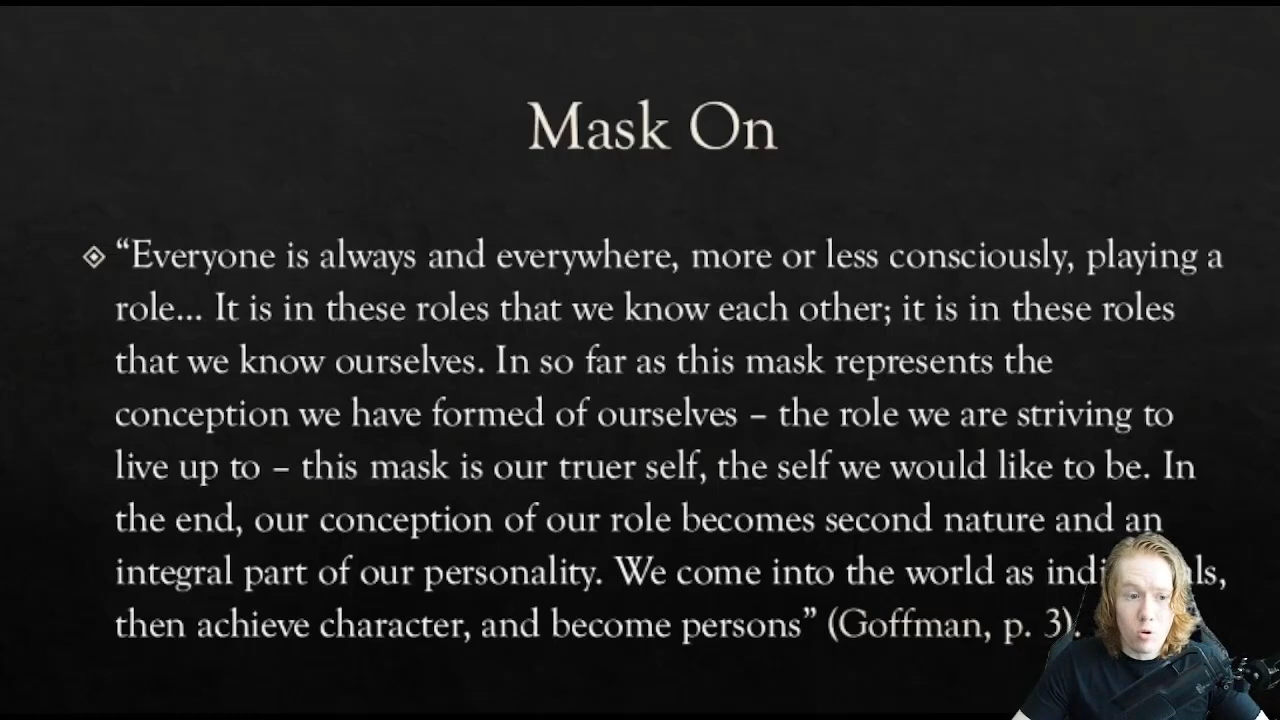 Mask On
“Everyone is always and everywhere, more or less consciously, playing a
role... It is in these roles that we know each other; it is in these roles
that we know ourselves. In so far as this mask represents the
conception we have formed of ourselves – the role we are striving to
live up to – this mask is our truer self, the self we would like to be. In
the end, our conception of our role becomes second nature and an
integral part of our personality. We come into the world as
then achieve character, and become persons” (Goffman, p. 3).